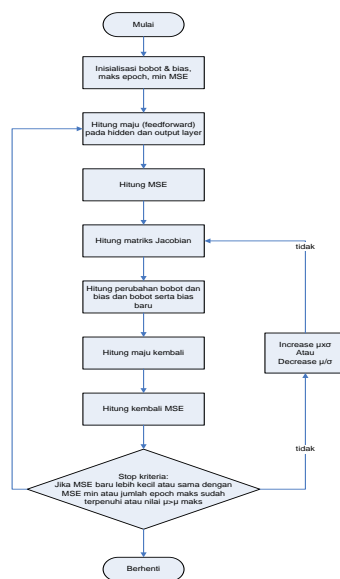 Mulai
Inisialisasi bobot & bias,
maks epoch, min MSE
Hitung maju (feedforward)
pada hidden dan output layer
Hitung MSE
Hitung matriks Jacobian
tidak
Hitung perubahan bobot dan
bias dan bobot serta bias
baru
Increase μxσ
Atau
Decrease μ/σ
Hitung maju kembali
Hitung kembali MSE
tidak
Stop kriteria:
Jika MSE baru lebih kecil atau sama dengan
MSE min atau jumlah epoch maks sudah
terpenuhi atau nilai μ>μ maks
Berhenti